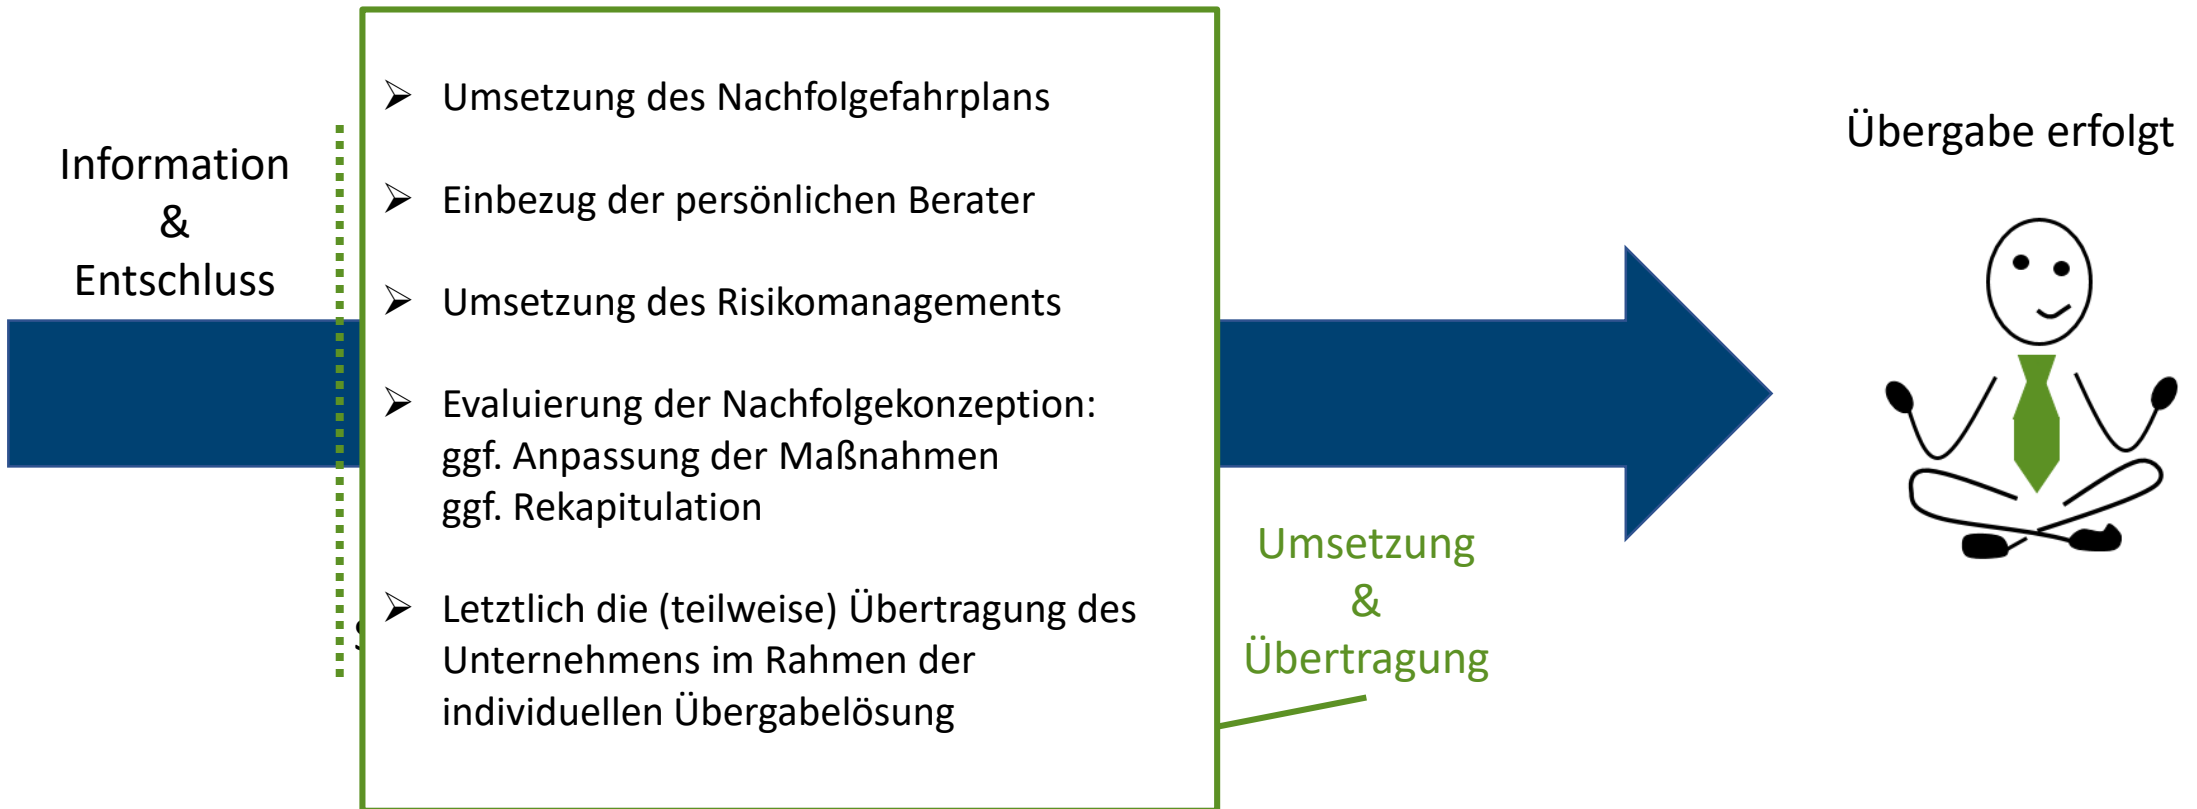 Information
&
Entschluss
Umsetzung des Nachfolgefahrplans
Einbezug der persönlichen Berater
Umsetzung des Risikomanagements
Evaluierung der Nachfolgekonzeption:
ggf. Anpassung der Maßnahmen
ggf. Rekapitulation
Letztlich die (teilweise) Übertragung des
Unternehmens im Rahmen der
individuellen Übergabelösung
Umsetzung
&
Übertragung
Übergabe erfolgt